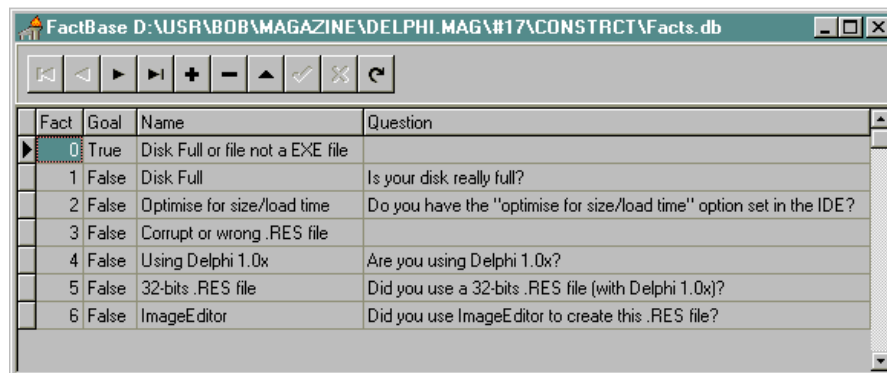 FactBase D:\USR\BOB\MAGAZINE\DELPHI.MAG\#17\CONSTRCT\Facts.db
Fact Goal Name Question
0 True Disk Full or file not a EXE file
1 False Disk Full Is your disk really full?
2 False Optimise for size/load time Do you have the "optimise for size/load time" option set in the IDE?
3 False Corrupt or wrong .RES file
4 False Using Delphi 1.0x Are you using Delphi 1.0x?
5 False 32-bits .RES file Did you use a 32-bits .RES file (with Delphi 1.0x)?
6 False ImageEditor Did you use ImageEditor to create this .RES file?